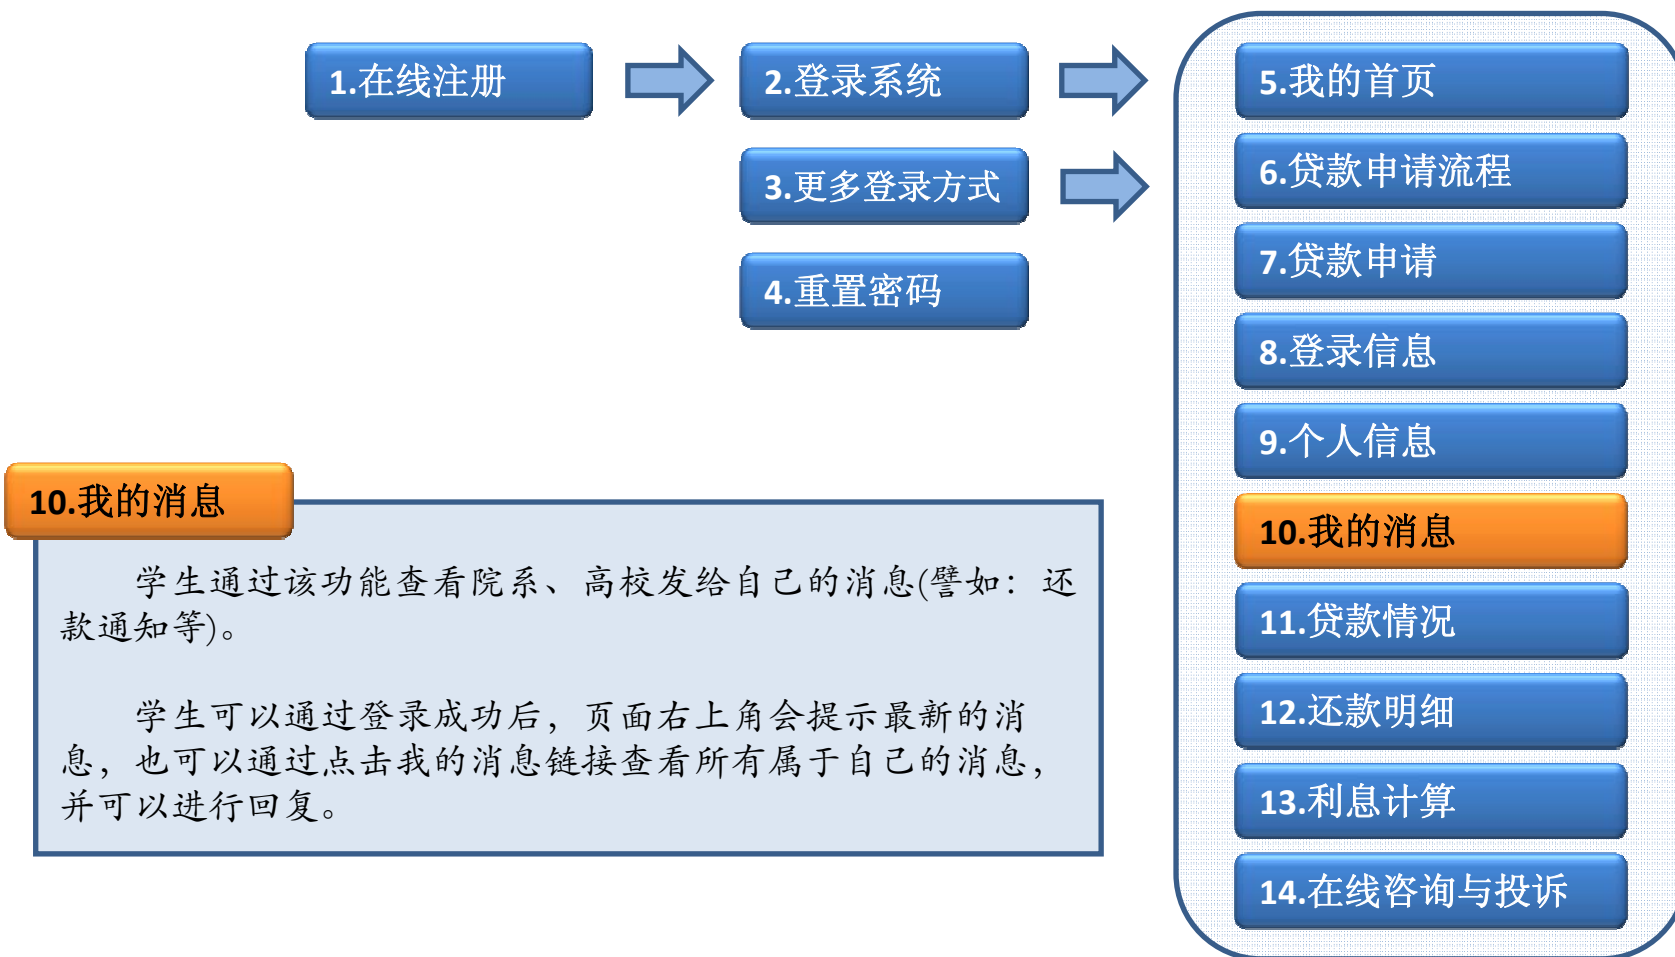 1.在线注册
2.登录系统
3.更多登录方式
4.重置密码
5.我的首页
6.贷款申请流程
7.贷款申请
8.登录信息
9.个人信息
10.我的消息
11.贷款情况
12.还款明细
13.利息计算
14.在线咨询与投诉
10.我的消息
学生通过该功能查看院系、高校发给自己的消息(譬如：还
款通知等)。
学生可以通过登录成功后，页面右上角会提示最新的消
息，也可以通过点击我的消息链接查看所有属于自己的消息，
并可以进行回复。